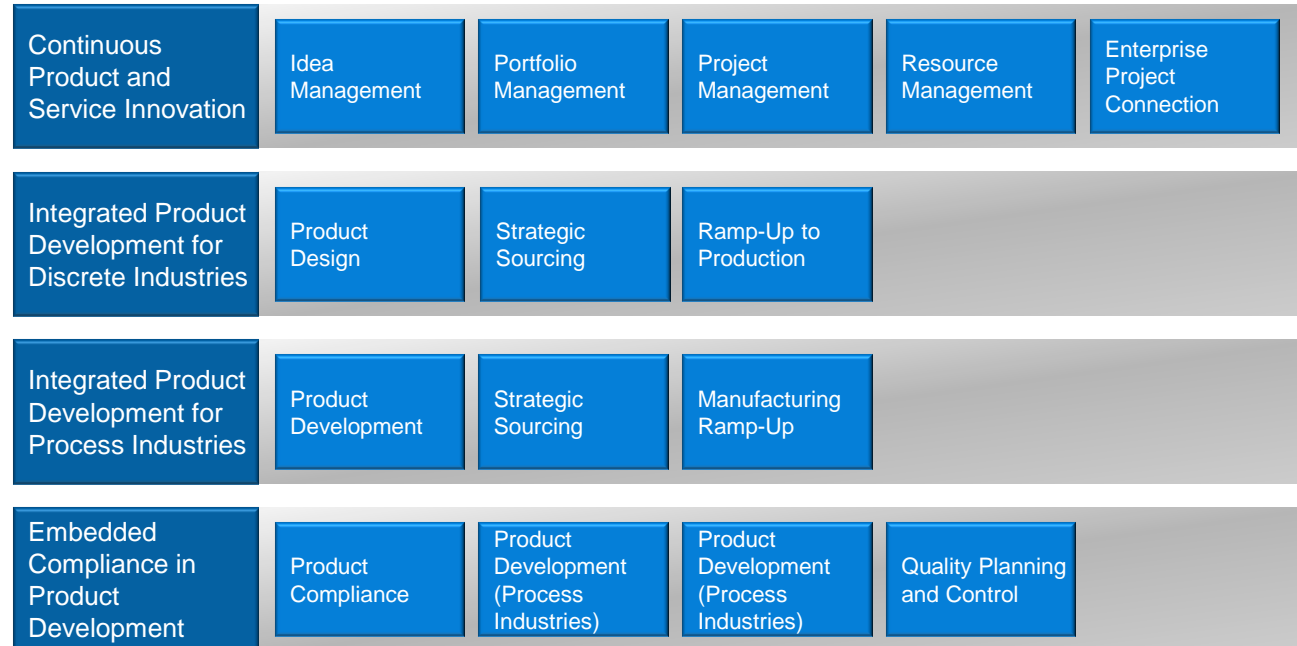 Continuous
Product and
Service Innovation
Idea
Management
Portfolio
Management
Project
Management
Resource
Management
Enterprise
Project
Connection
Integrated Product
Development for
Discrete Industries
Product
Design
Strategic
Sourcing
Ramp-Up to
Production
Integrated Product
Development for
Process Industries
Product
Development
Strategic
Sourcing
Manufacturing
Ramp-Up
Embedded
Compliance in
Product
Development
Product
Compliance
Product
Development
(Process
Industries)
Product
Development
(Process
Industries)
Quality Planning
and Control